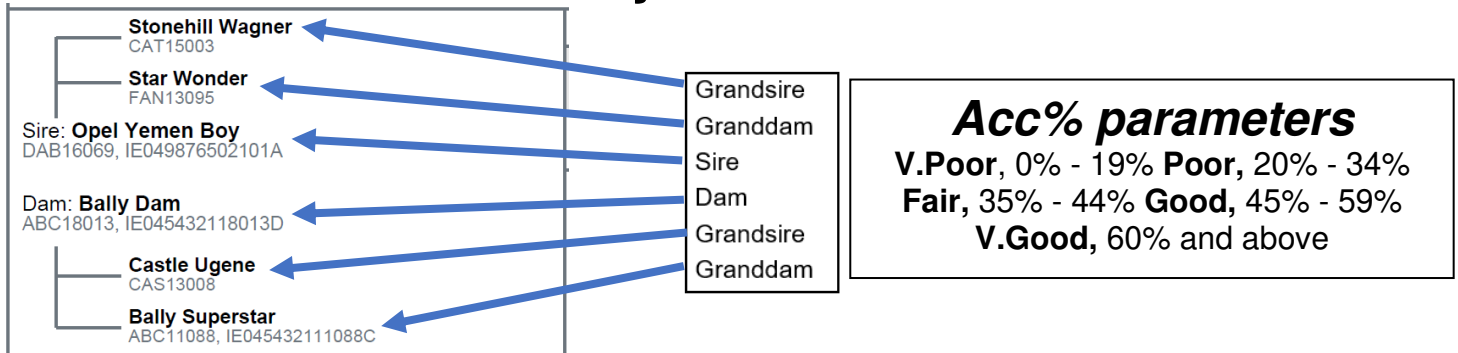 Stonehill Wagner
CAT15003
Star Wonder
FAN13095
Sire: Opel Yemen Boy
DAB16069, IE049876502101A
Dam: Bally Dam
ABC18013, IE045432118013D
Castle Ugene
CAS13008
Bally Superstar
ABC11088, IE045432111088C
Grandsire
Granddam
Sire
Dam
Grandsire
Granddam
Acc% parameters
V.Poor, 0% - 19% Poor, 20% - 34%
Fair, 35% - 44% Good, 45% - 59%
V.Good, 60% and above